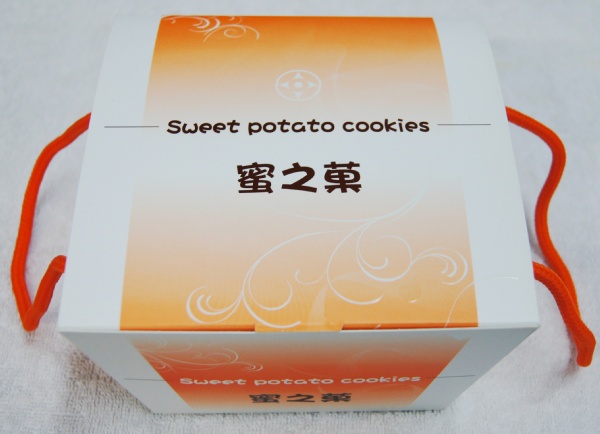 Sweet potato cookies
蜜之菓
Sweet potato cookies
蜜之菓